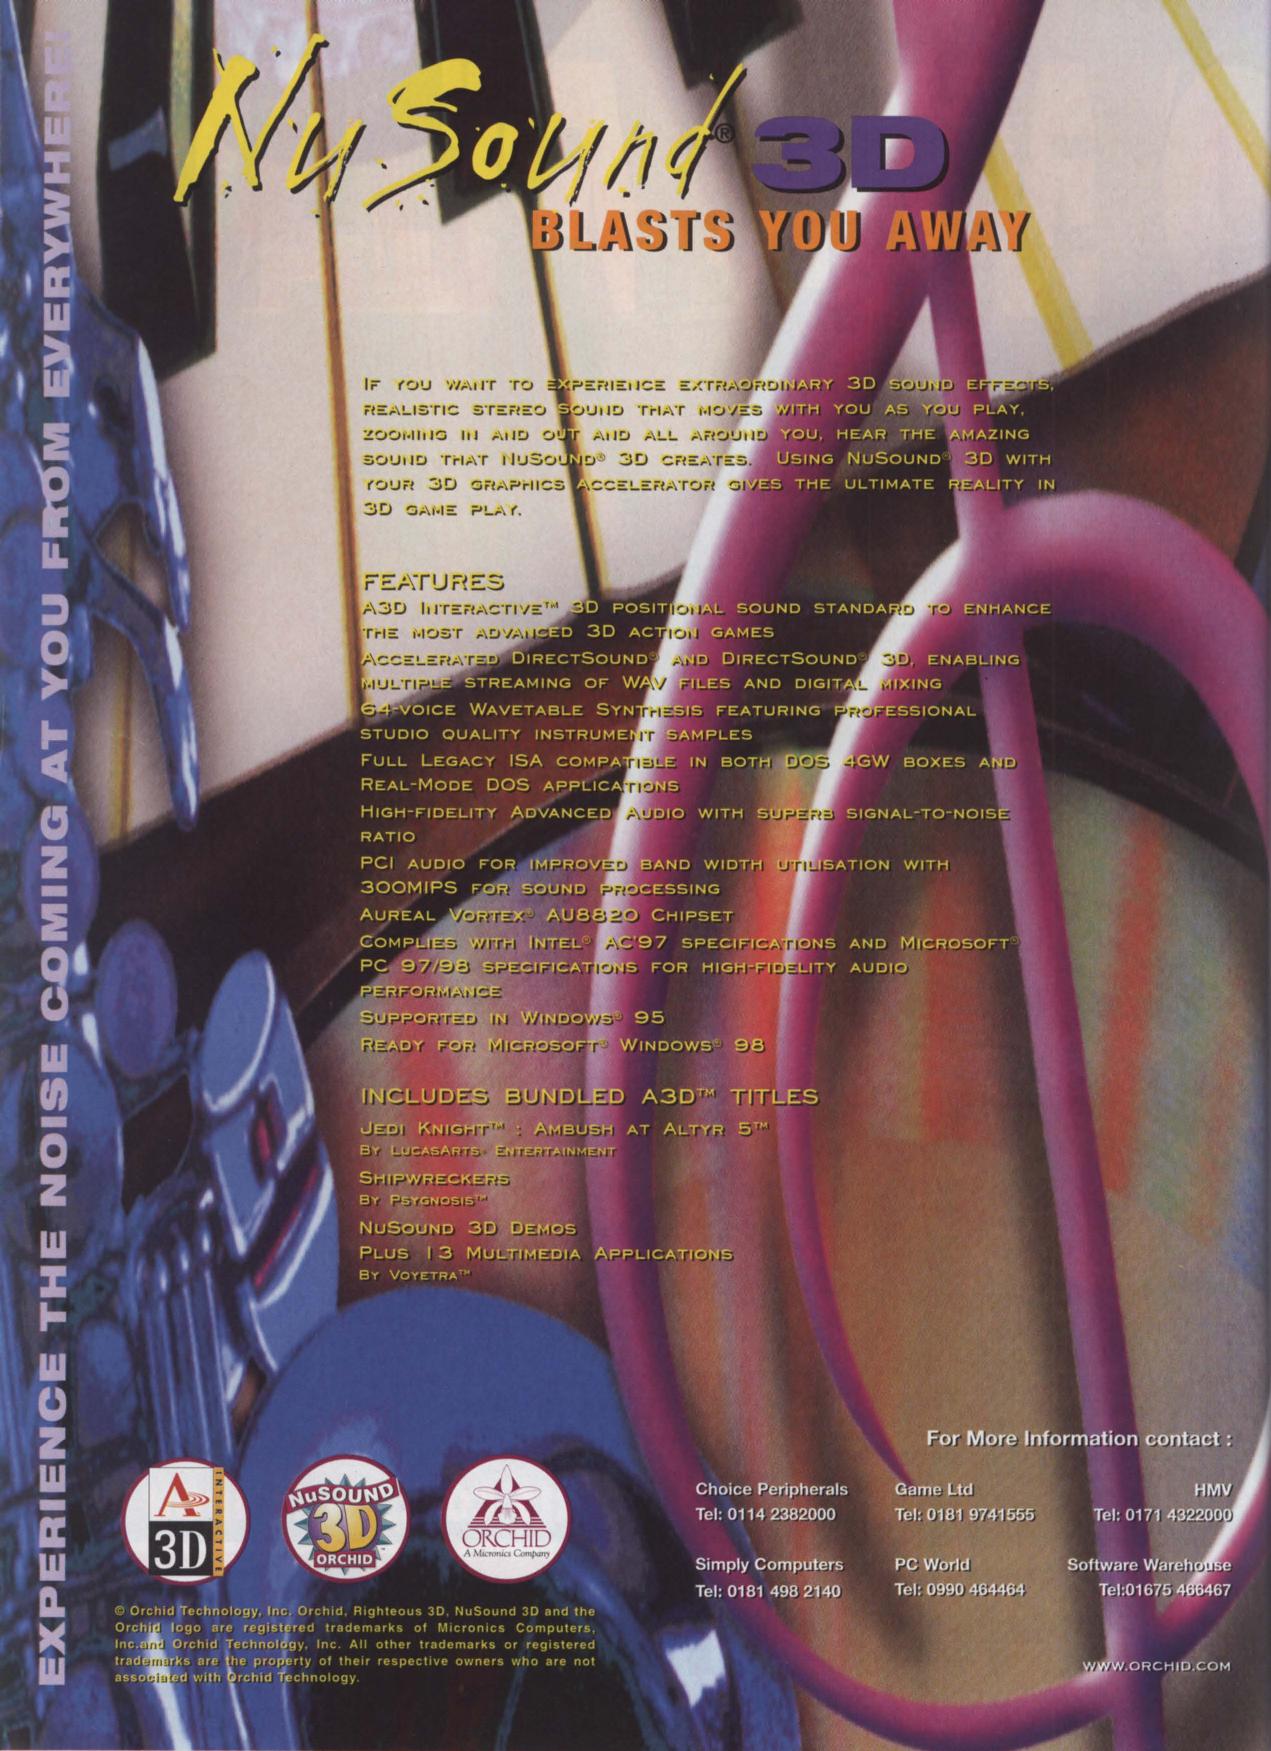 EXPERIENCE THE NOISE COMING AT YOU FROM EVERYWHERE!
NuSound® 3D
BLASTS YOU AWAY
IF YOU WANT TO EXPERIENCE EXTRAORDINARY 3D SOUND EFFECTS,
REALISTIC STEREO SOUND THAT MOVES WITH YOU AS YOU PLAY,
ZOOMING IN AND OUT AND ALL AROUND YOU, HEAR THE AMAZING
SOUND THAT NUSOUND® 3D CREATES. USING NUSOUND® 3D WITH
YOUR 3D GRAPHICS ACCELERATOR GIVES THE ULTIMATE REALITY IN
3D GAME PLAY.
FEATURES
A3D INTERACTIVE™ 3D POSITIONAL SOUND STANDARD TO ENHANCE
THE MOST ADVANCED 3D ACTION GAMES
ACCELERATED DIRECTSOUND® AND DIRECTSOUND® 3D, ENABLING
MULTIPLE STREAMING OF WAV FILES AND DIGITAL MIXING
64-VOICE WAVETABLE SYNTHESIS FEATURING PROFESSIONAL
STUDIO QUALITY INSTRUMENT SAMPLES
FULL LEGACY ISA COMPATIBLE IN BOTH DOS 4GW BOXES AND
REAL-MODE DOS APPLICATIONS
HIGH-FIDELITY ADVANCED AUDIO WITH SUPERB SIGNAL-TO-NOISE
RATIO
PCI AUDIO FOR IMPROVED BAND WIDTH UTILISATION WITH
300MIPS FOR SOUND PROCESSING
AUREAL VORTEX® AU8820 CHIPSET
COMPLIES WITH INTEL® AC'97 SPECIFICATIONS AND MICROSOFT®
PC 97/98 SPECIFICATIONS FOR HIGH-FIDELITY AUDIO
PERFORMANCE
SUPPORTED IN WINDOWS® 95
READY FOR MICROSOFT® WINDOWS® 98
INCLUDES BUNDLED A3D™ TITLES
JEDI KNIGHT™ : AMBUSH AT ALTYR 5™
BY LUCASARTS® ENTERTAINMENT
SHIPWRECKERS
BY PSYGNOSIS™
NUSOUND 3D DEMOS
PLUS 13 MULTIMEDIA APPLICATIONS
BY VOYETRA™
For More Information contact :
Choice Peripherals
Tel: 0114 2382000
Game Ltd
Tel: 0181 9741555
HMV
Tel: 0171 4322000
Simply Computers
Tel: 0181 498 2140
PC World
Tel: 0990 464464
Software Warehouse
Tel:01675 466467
WWW.ORCHID.COM
A
3D
INTERACTIVE
NuSOUND
3D
ORCHID™
ORCHID
A Micronics Company
© Orchid Technology, Inc. Orchid, Righteous 3D, NuSound 3D and the
Orchid logo are registered trademarks of Micronics Computers,
Inc.and Orchid Technology, Inc. All other trademarks or registered
trademarks are the property of their respective owners who are not
associated with Orchid Technology.